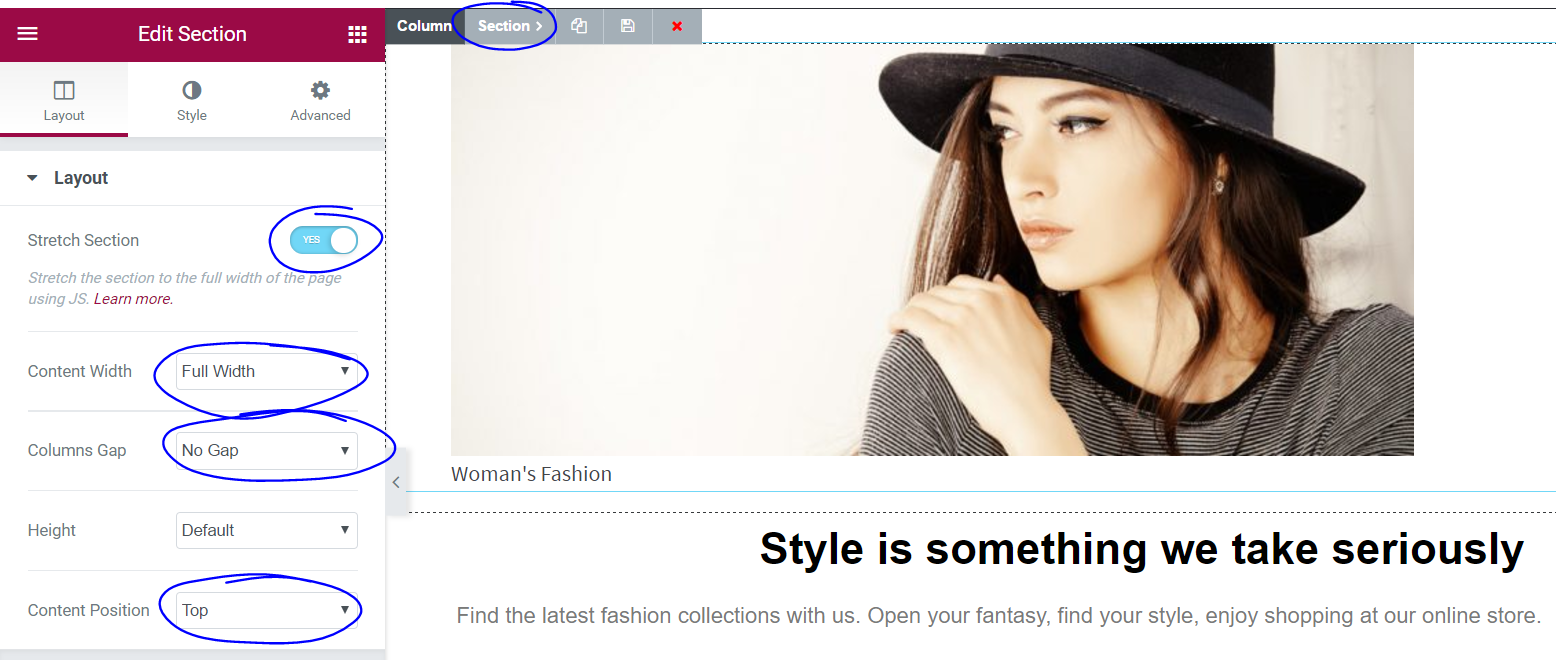 Edit Section
Layout
Style
Advanced
Layout
Stretch Section
YES
Stretch the section to the full width of the page
using JS. Learn more.
Content Width
Full Width
Columns Gap
No Gap
Height
Default
Content Position
Top
Column
Section
Woman's Fashion
Style is something we take seriously
Find the latest fashion collections with us. Open your fantasy, find your style, enjoy shopping at our online store.